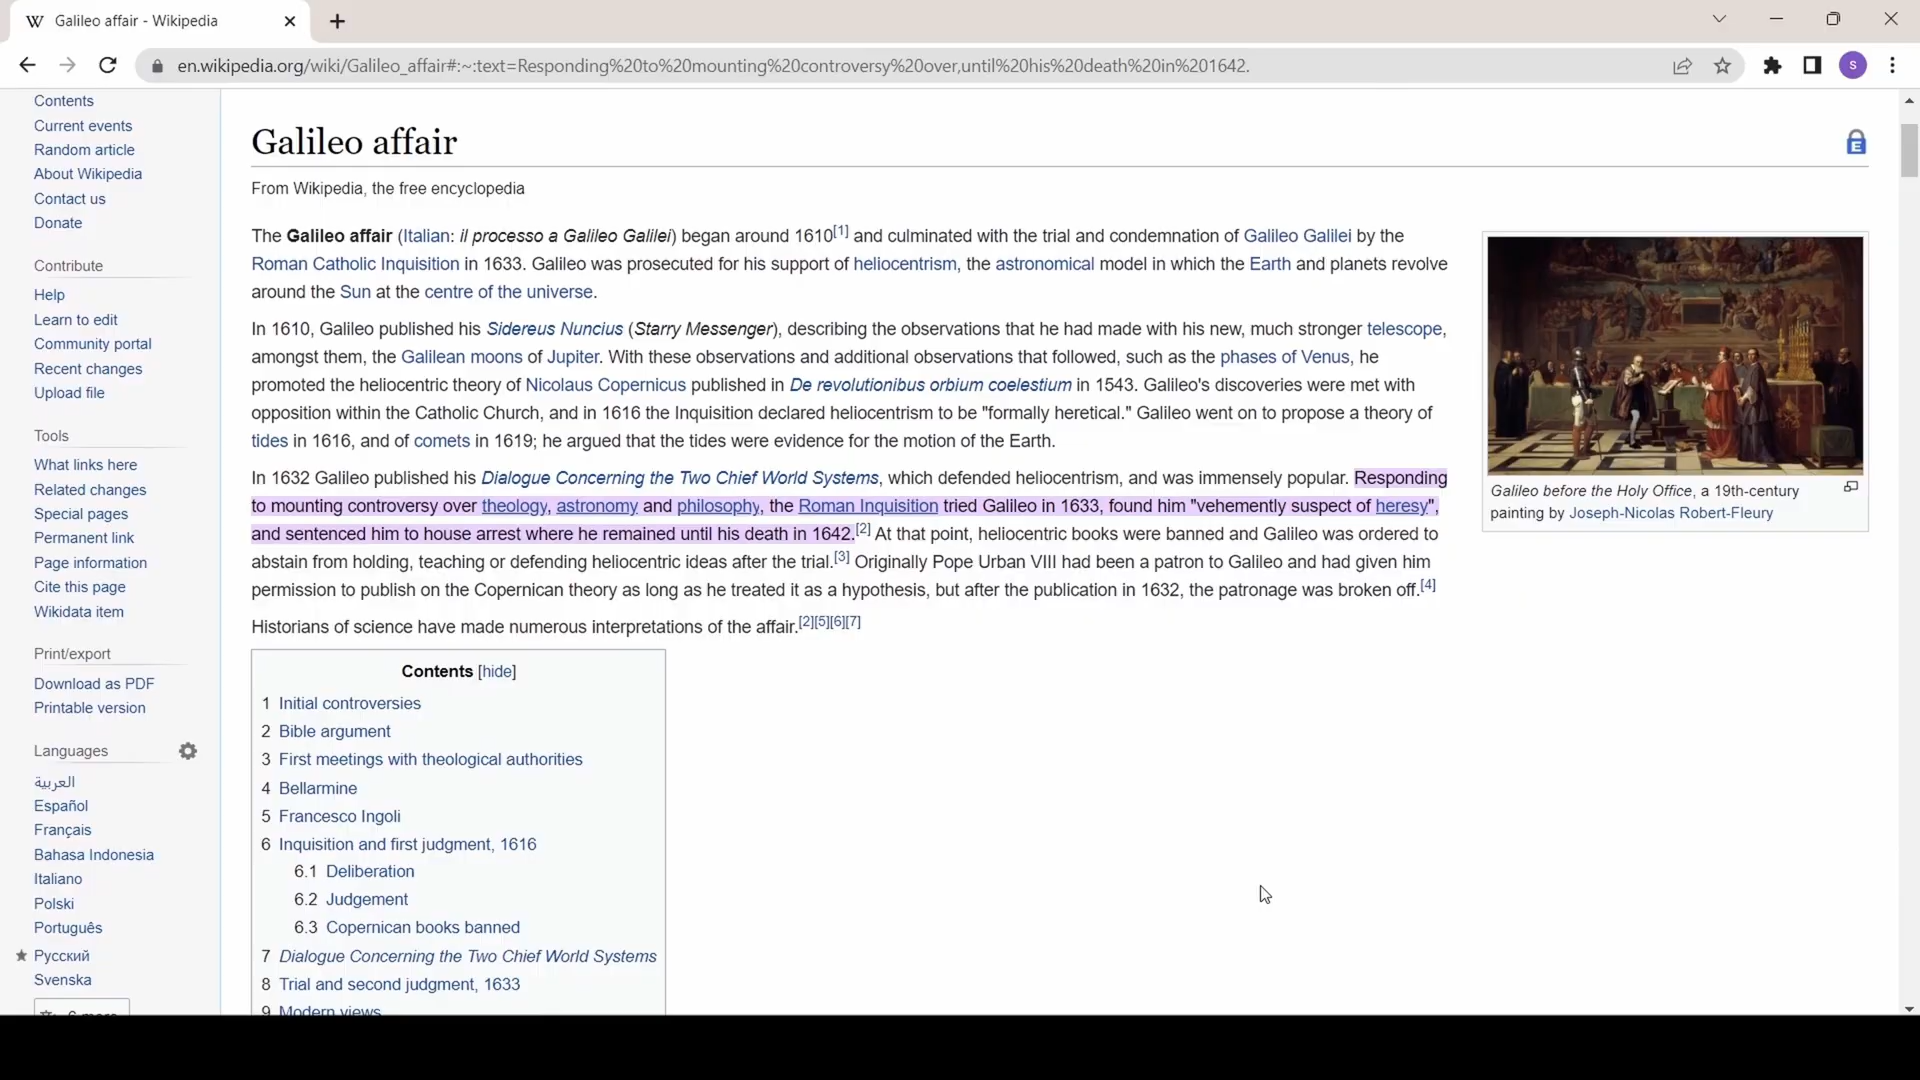 Galileo affair - Wikipedia
en.wikipedia.org/wiki/Galileo_affair#:~:text=Responding%20to%20mounting%20controversy%20over,until%20his%20death%20in%201642.
S
Contents
Current events
Random article
About Wikipedia
Contact us
Donate
Contribute
Help
Learn to edit
Community portal
Recent changes
Upload file
Tools
What links here
Related changes
Special pages
Permanent link
Page information
Cite this page
Wikidata item
Print/export
Download as PDF
Printable version
Languages
العربية
Español
Français
Bahasa Indonesia
Italiano
Polski
Português
Русский
Svenska
Galileo affair
E
From Wikipedia, the free encyclopedia
The Galileo affair (Italian: il processo a Galileo Galilei) began around 1610[1] and culminated with the trial and condemnation of Galileo Galilei by the
Roman Catholic Inquisition in 1633. Galileo was prosecuted for his support of heliocentrism, the astronomical model in which the Earth and planets revolve
around the Sun at the centre of the universe.
In 1610, Galileo published his Sidereus Nuncius (Starry Messenger), describing the observations that he had made with his new, much stronger telescope,
amongst them, the Galilean moons of Jupiter. With these observations and additional observations that followed, such as the phases of Venus, he
promoted the heliocentric theory of Nicolaus Copernicus published in De revolutionibus orbium coelestium in 1543. Galileo's discoveries were met with
opposition within the Catholic Church, and in 1616 the Inquisition declared heliocentrism to be "formally heretical." Galileo went on to propose a theory of
tides in 1616, and of comets in 1619; he argued that the tides were evidence for the motion of the Earth.
In 1632 Galileo published his Dialogue Concerning the Two Chief World Systems, which defended heliocentrism, and was immensely popular. Responding
to mounting controversy over theology, astronomy and philosophy, the Roman Inquisition tried Galileo in 1633, found him "vehemently suspect of heresy",
and sentenced him to house arrest where he remained until his death in 1642.[2] At that point, heliocentric books were banned and Galileo was ordered to
abstain from holding, teaching or defending heliocentric ideas after the trial.[3] Originally Pope Urban VIII had been a patron to Galileo and had given him
permission to publish on the Copernican theory as long as he treated it as a hypothesis, but after the publication in 1632, the patronage was broken off.[4]
Historians of science have made numerous interpretations of the affair.[2][5][6][7]
Galileo before the Holy Office, a 19th-century
painting by Joseph-Nicolas Robert-Fleury
Contents [hide]
1 Initial controversies
2 Bible argument
3 First meetings with theological authorities
4 Bellarmine
5 Francesco Ingoli
6 Inquisition and first judgment, 1616
6.1 Deliberation
6.2 Judgement
6.3 Copernican books banned
7 Dialogue Concerning the Two Chief World Systems
8 Trial and second judgment, 1633
9 Modern views